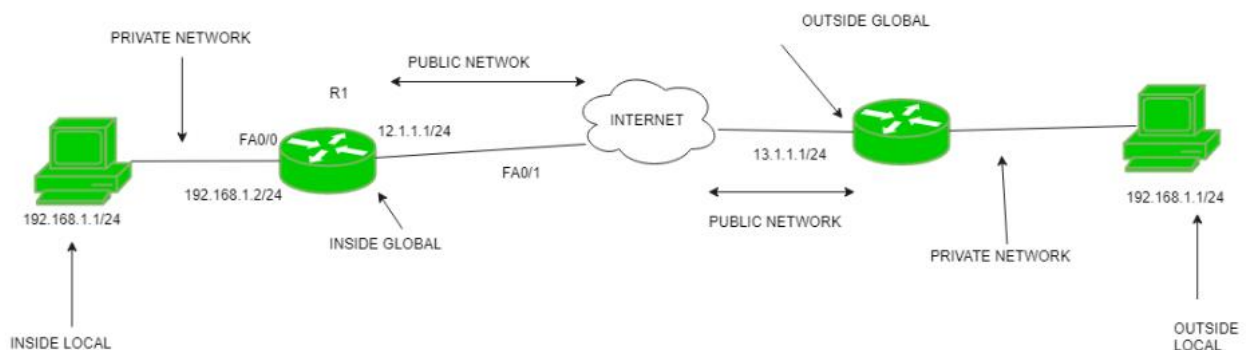 OUTSIDE GLOBAL
PRIVATE NETWORK
PUBLIC NETWOK
R1
INTERNET
12.1.1.1/24
FA0/0
13.1.1.1/24
FA0/1
192.168.1.2/24
192.168.1.1/24
192.168.1.1/24
PUBLIC NETWORK
INSIDE GLOBAL
PRIVATE NETWORK
INSIDE LOCAL
OUTSIDE
LOCAL